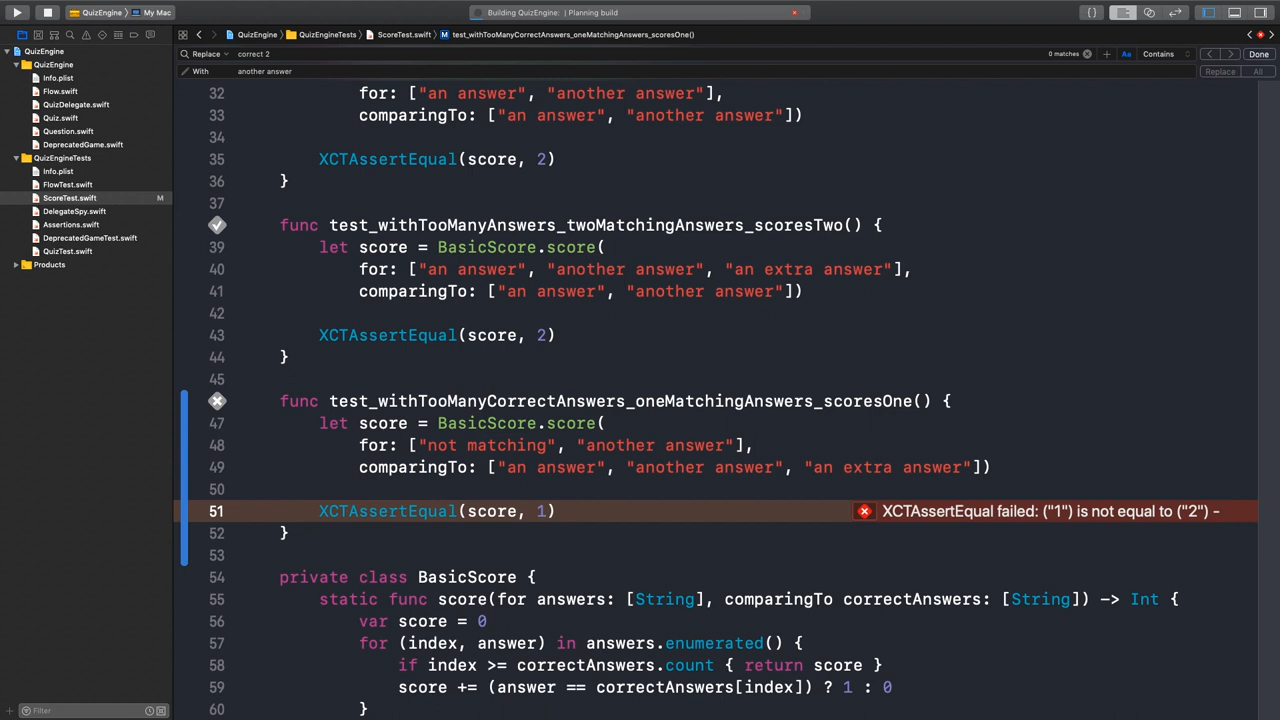 QuizEngine
My Mac
Building QuizEngine: | Planning build
QuizEngine
QuizEngineTests
ScoreTest.swift
M
test_withTooManyCorrectAnswers_oneMatchingAnswers_scoresOne()
Replace
correct 2
0 matches
Aa
Contains
Done
With
another answer
Replace
All
QuizEngine
QuizEngine
Info.plist
Flow.swift
QuizDelegate.swift
Quiz.swift
Question.swift
DeprecatedGame.swift
QuizEngineTests
Info.plist
FlowTest.swift
ScoreTest.swift
M
DelegateSpy.swift
Assertions.swift
DeprecatedGameTest.swift
QuizTest.swift
Products
Filter
32 for: ["an answer", "another answer"],
33 comparingTo: ["an answer", "another answer"])
34
35 XCTAssertEqual(score, 2)
36 }
37
func test_withTooManyAnswers_twoMatchingAnswers_scoresTwo() {
39 let score = BasicScore.score(
40 for: ["an answer", "another answer", "an extra answer"],
41 comparingTo: ["an answer", "another answer"])
42
43 XCTAssertEqual(score, 2)
44 }
45
func test_withTooManyCorrectAnswers_oneMatchingAnswers_scoresOne() {
47 let score = BasicScore.score(
48 for: ["not matching", "another answer"],
49 comparingTo: ["an answer", "another answer", "an extra answer"])
50
51 XCTAssertEqual(score, 1) XCTAssertEqual failed: ("1") is not equal to ("2") -
52 }
53
54 private class BasicScore {
55 static func score(for answers: [String], comparingTo correctAnswers: [String]) -> Int {
56 var score = 0
57 for (index, answer) in answers.enumerated() {
58 if index >= correctAnswers.count { return score }
59 score += (answer == correctAnswers[index]) ? 1 : 0
60 }